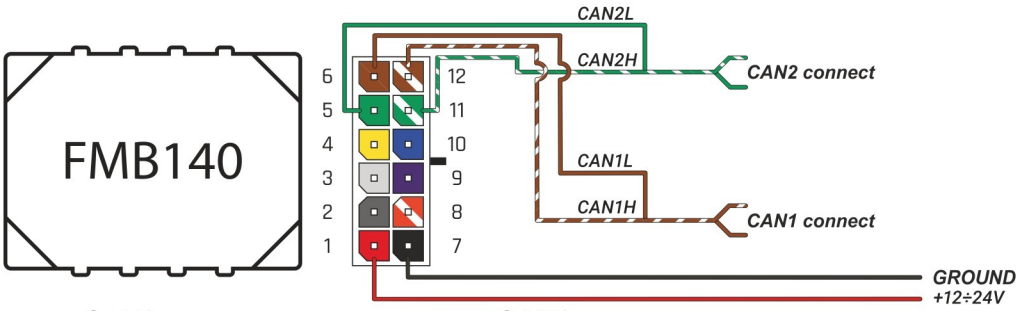 FMB140
CAN2L
CAN2H
CAN2 connect
6 12
5 11
4 10
3 9
2 8
1 7
CAN1L
CAN1H
CAN1 connect
GROUND
+12÷24V